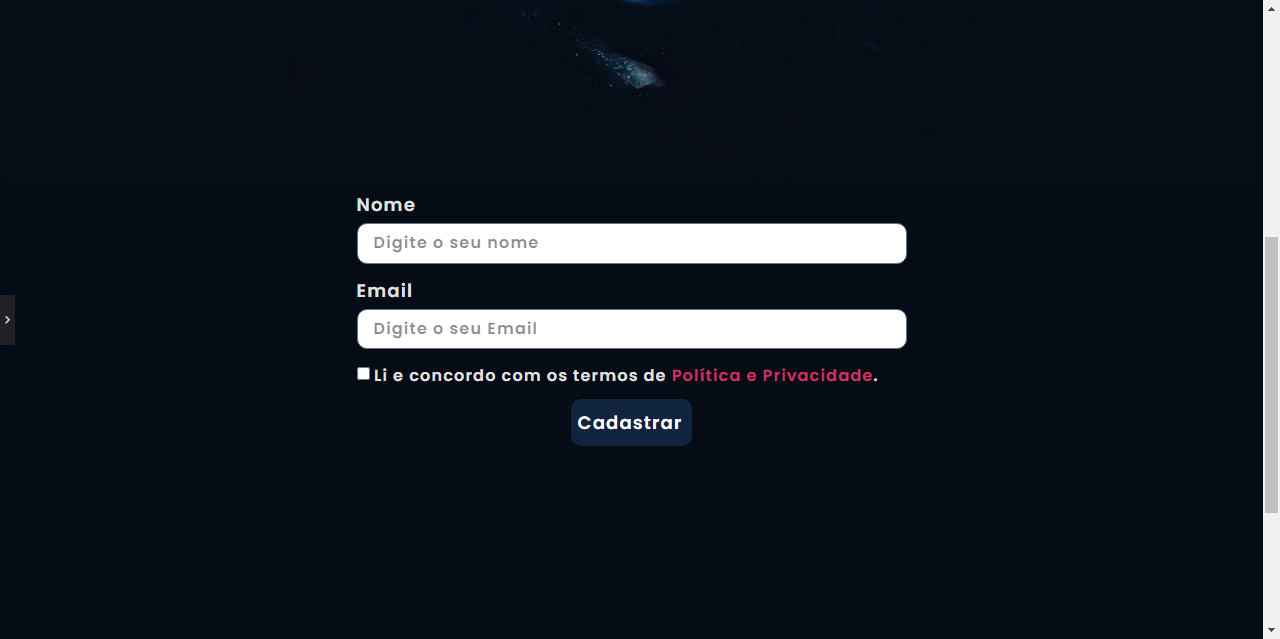 Nome
Digite o seu nome
Email
Digite o seu Email
Li e concordo com os termos de Política e Privacidade.
Cadastrar